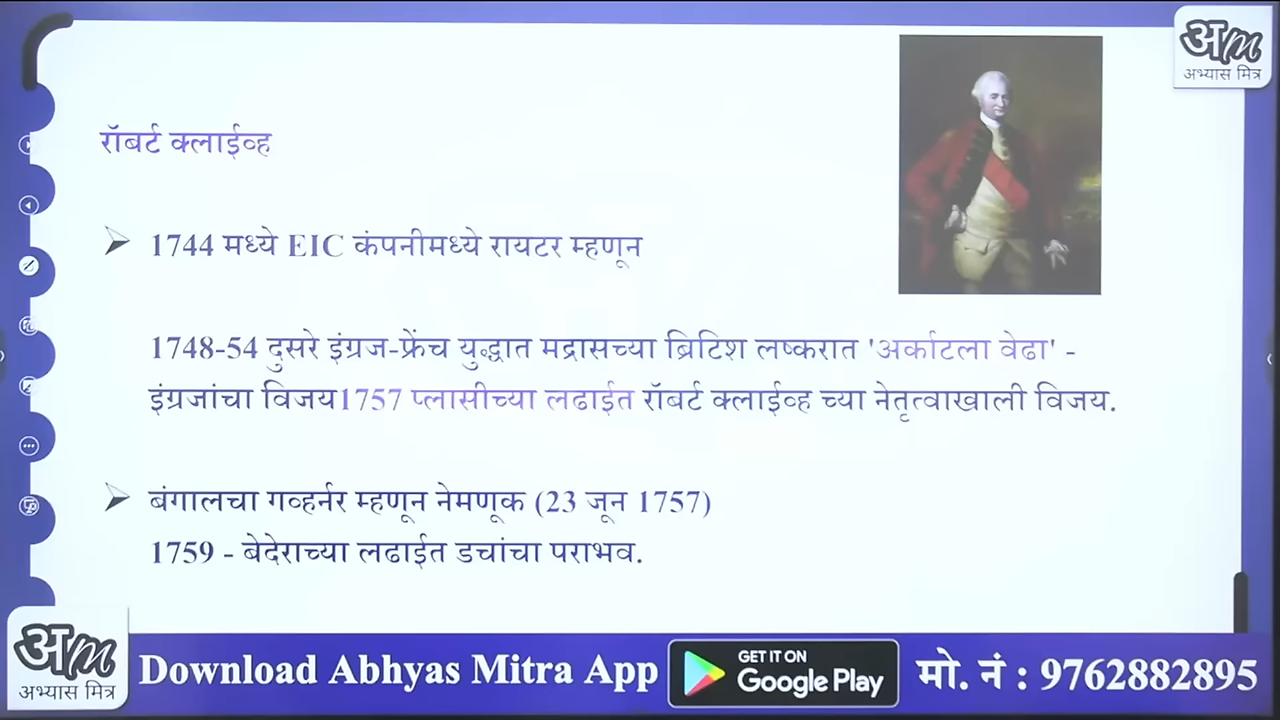 अm
अभ्यास मित्र
रॉबर्ट क्लाईव्ह
1744 मध्ये EIC कंपनीमध्ये रायटर म्हणून
1748-54 दुसरे इंग्रज-फ्रेंच युद्धात मद्रासच्या ब्रिटिश लष्करात 'अर्काटला वेढा' -
इंग्रजांचा विजय1757 प्लासीच्या लढाईत रॉबर्ट क्लाईव्ह च्या नेतृत्वाखाली विजय.
बंगालचा गव्हर्नर म्हणून नेमणूक (23 जून 1757)
1759 - बेदेराच्या लढाईत डचांचा पराभव.
अm
अभ्यास मित्र
Download Abhyas Mitra App
GET IT ON
Google Play
मो. नं : 9762882895